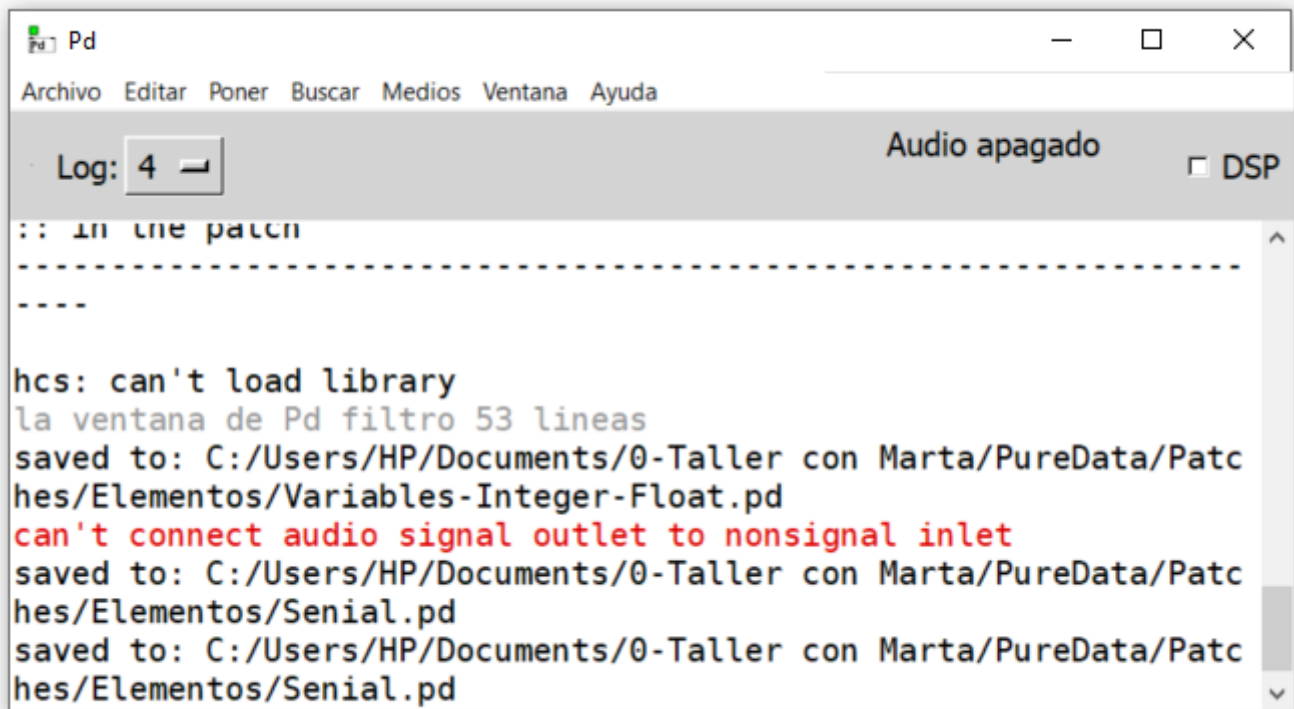 Pd
Archivo Editar Poner Buscar Medios Ventana Ayuda
Audio apagado
Log: 4
DSP
:: in the patch
-----------------------------------------------------------------
----
hcs: can't load library
la ventana de Pd filtro 53 lineas
saved to: C:/Users/HP/Documents/0-Taller con Marta/PureData/Patc
hes/Elementos/Variables-Integer-Float.pd
can't connect audio signal outlet to nonsignal inlet
saved to: C:/Users/HP/Documents/0-Taller con Marta/PureData/Patc
hes/Elementos/Senial.pd
saved to: C:/Users/HP/Documents/0-Taller con Marta/PureData/Patc
hes/Elementos/Senial.pd